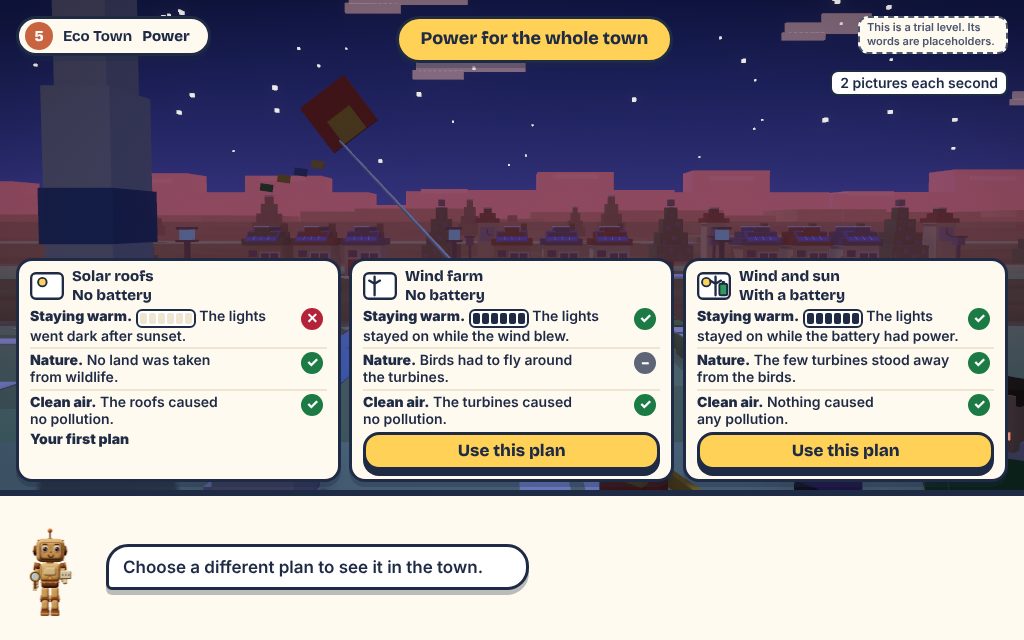 5 Eco Town Power
Power for the whole town
This is a trial level. Its
words are placeholders.
2 pictures each second
Solar roofs
No battery
Staying warm. The lights
went dark after sunset.
Nature. No land was taken
from wildlife.
Clean air. The roofs caused
no pollution.
Your first plan
Wind farm
No battery
Staying warm. The lights
stayed on while the wind blew.
Nature. Birds had to fly around
the turbines.
Clean air. The turbines caused
no pollution.
Use this plan
Wind and sun
With a battery
Staying warm. The lights
stayed on while the battery had power.
Nature. The few turbines stood away
from the birds.
Clean air. Nothing caused
any pollution.
Use this plan
Choose a different plan to see it in the town.